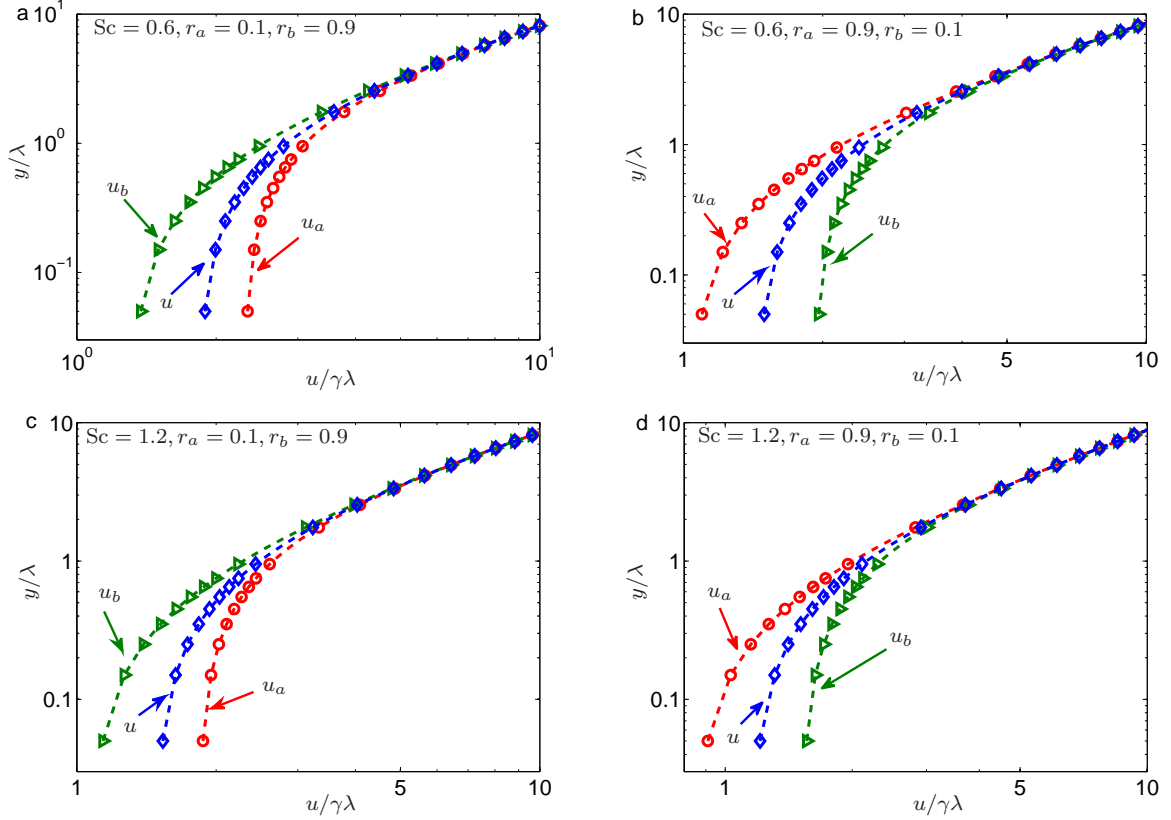 a
Sc = 0.6, r_a = 0.1, r_b = 0.9
10^1
10^0
10^{-1}
y/λ
u_b
u
u_a
10^0
10^1
u/γλ
b
Sc = 0.6, r_a = 0.9, r_b = 0.1
10
1
0.1
y/λ
u_a
u_b
u
1
5
10
u/γλ
c
Sc = 1.2, r_a = 0.1, r_b = 0.9
10
1
0.1
y/λ
u_b
u
u_a
1
5
10
u/γλ
d
Sc = 1.2, r_a = 0.9, r_b = 0.1
10
1
0.1
y/λ
u_a
u_b
u
1
5
10
u/γλ